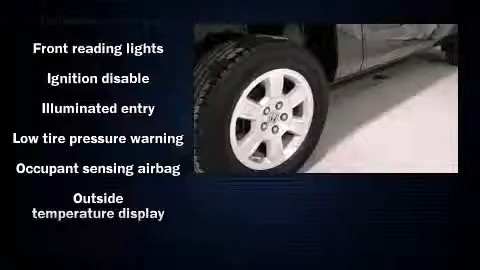 Front reading lights
Ignition disable
Illuminated entry
Low tire pressure warning
Occupant sensing airbag
Outside
temperature display